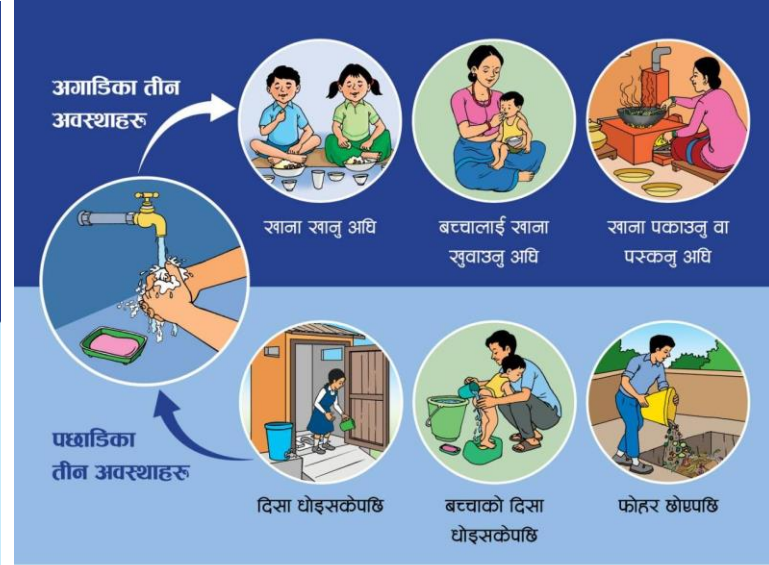 अगाडिका तीन
अवस्थाहरू
खाना खानु अघि
बच्चालाई खाना
खुवाउनु अघि
खाना पकाउनु वा
पस्कनु अघि
पछाडिका
तीन अवस्थाहरू
दिसा धोइसकेपछि
बच्चाको दिसा
धोइसकेपछि
फोहर छोएपछि